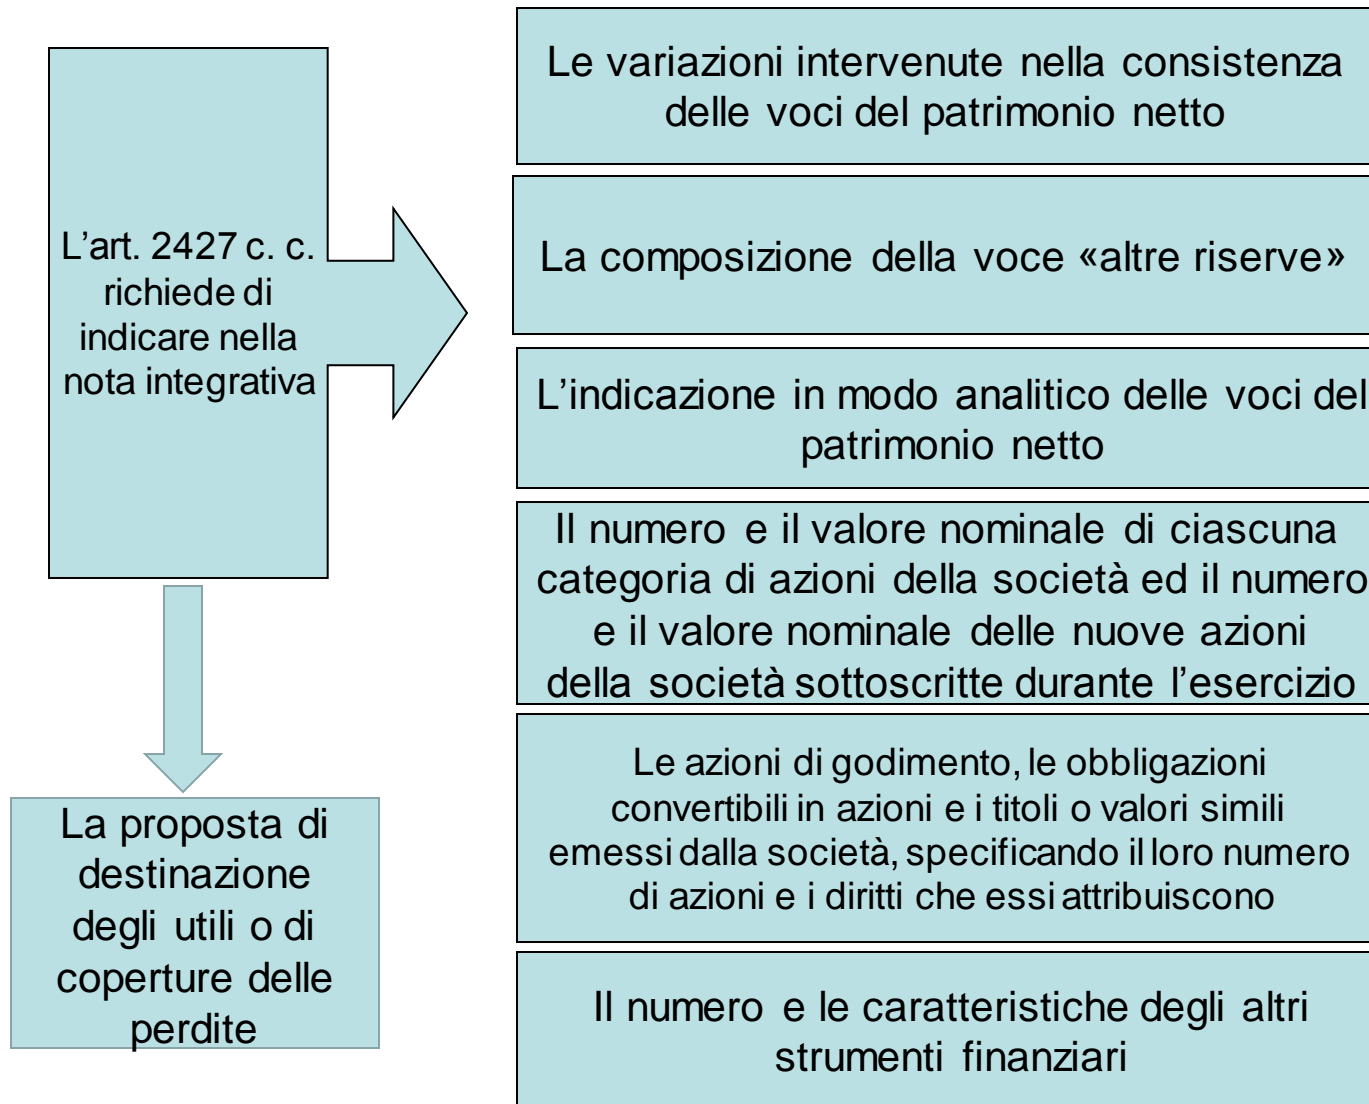 L’art. 2427 c. c.
richiede di
indicare nella
nota integrativa
La proposta di
destinazione
degli utili o di
coperture delle
perdite
Le variazioni intervenute nella consistenza
delle voci del patrimonio netto
La composizione della voce «altre riserve»
L’indicazione in modo analitico delle voci del
patrimonio netto
Il numero e il valore nominale di ciascuna
categoria di azioni della società ed il numero
e il valore nominale delle nuove azioni
della società sottoscritte durante l’esercizio
Le azioni di godimento, le obbligazioni
convertibili in azioni e i titoli o valori simili
emessi dalla società, specificando il loro numero
di azioni e i diritti che essi attribuiscono
Il numero e le caratteristiche degli altri
strumenti finanziari